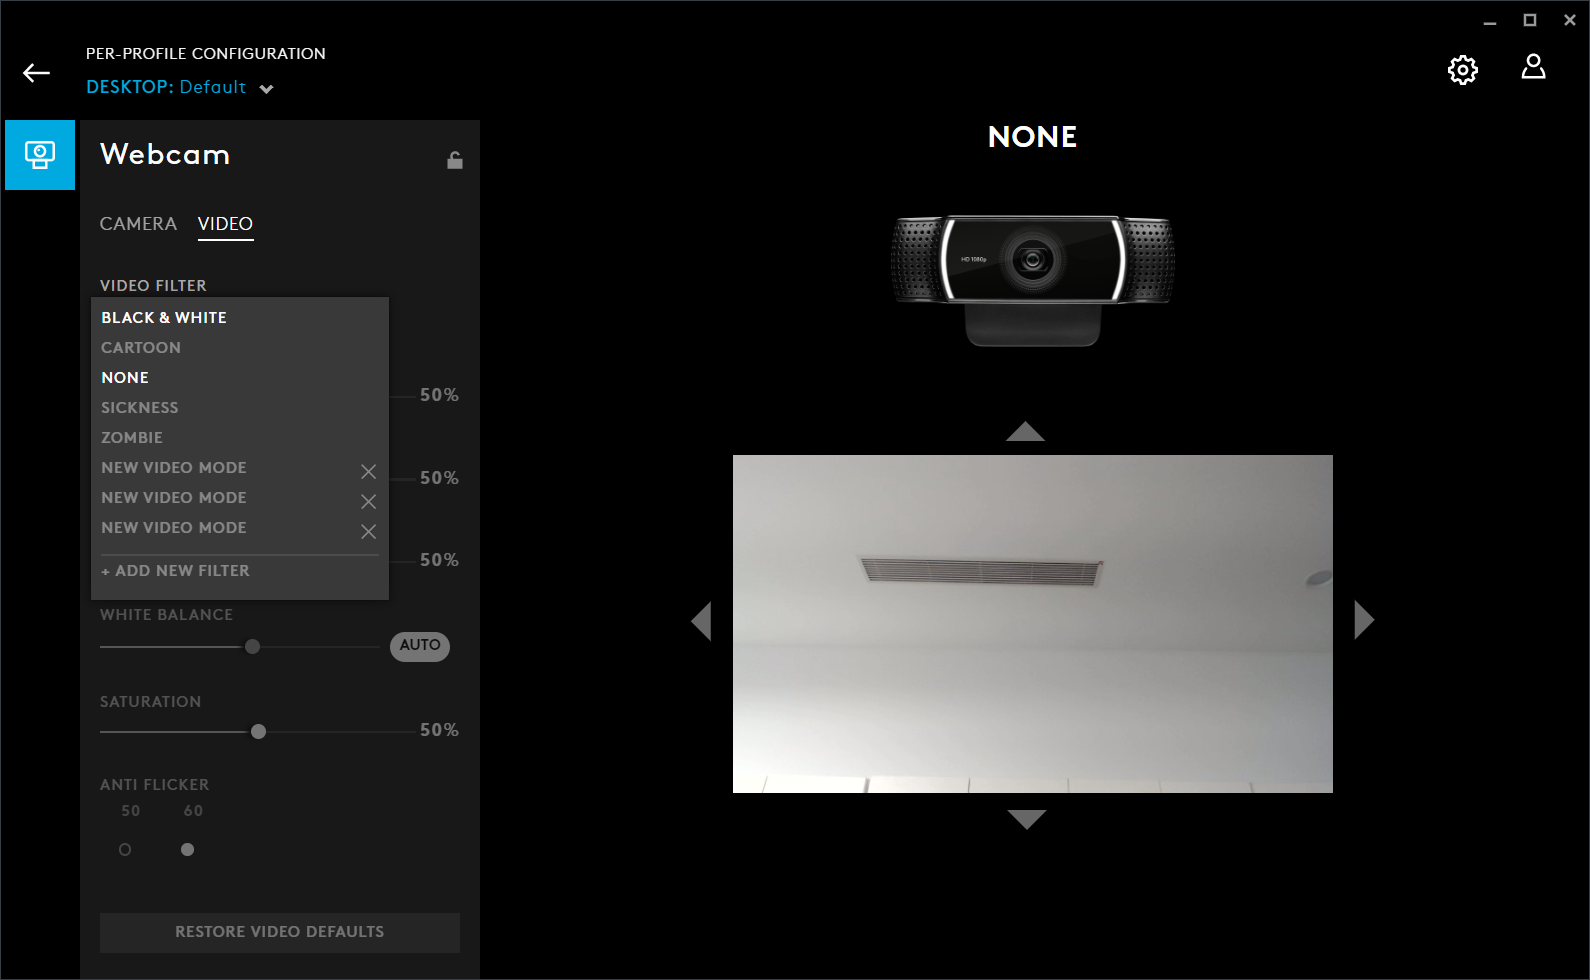 PER-PROFILE CONFIGURATION
DESKTOP: Default
NONE
Webcam
CAMERA VIDEO
HD 1080p
VIDEO FILTER
BLACK & WHITE
CARTOON
NONE
50%
SICKNESS
ZOMBIE
NEW VIDEO MODE
50%
NEW VIDEO MODE
NEW VIDEO MODE
50%
+ ADD NEW FILTER
WHITE BALANCE
AUTO
SATURATION
50%
ANTI FLICKER
50 60
RESTORE VIDEO DEFAULTS